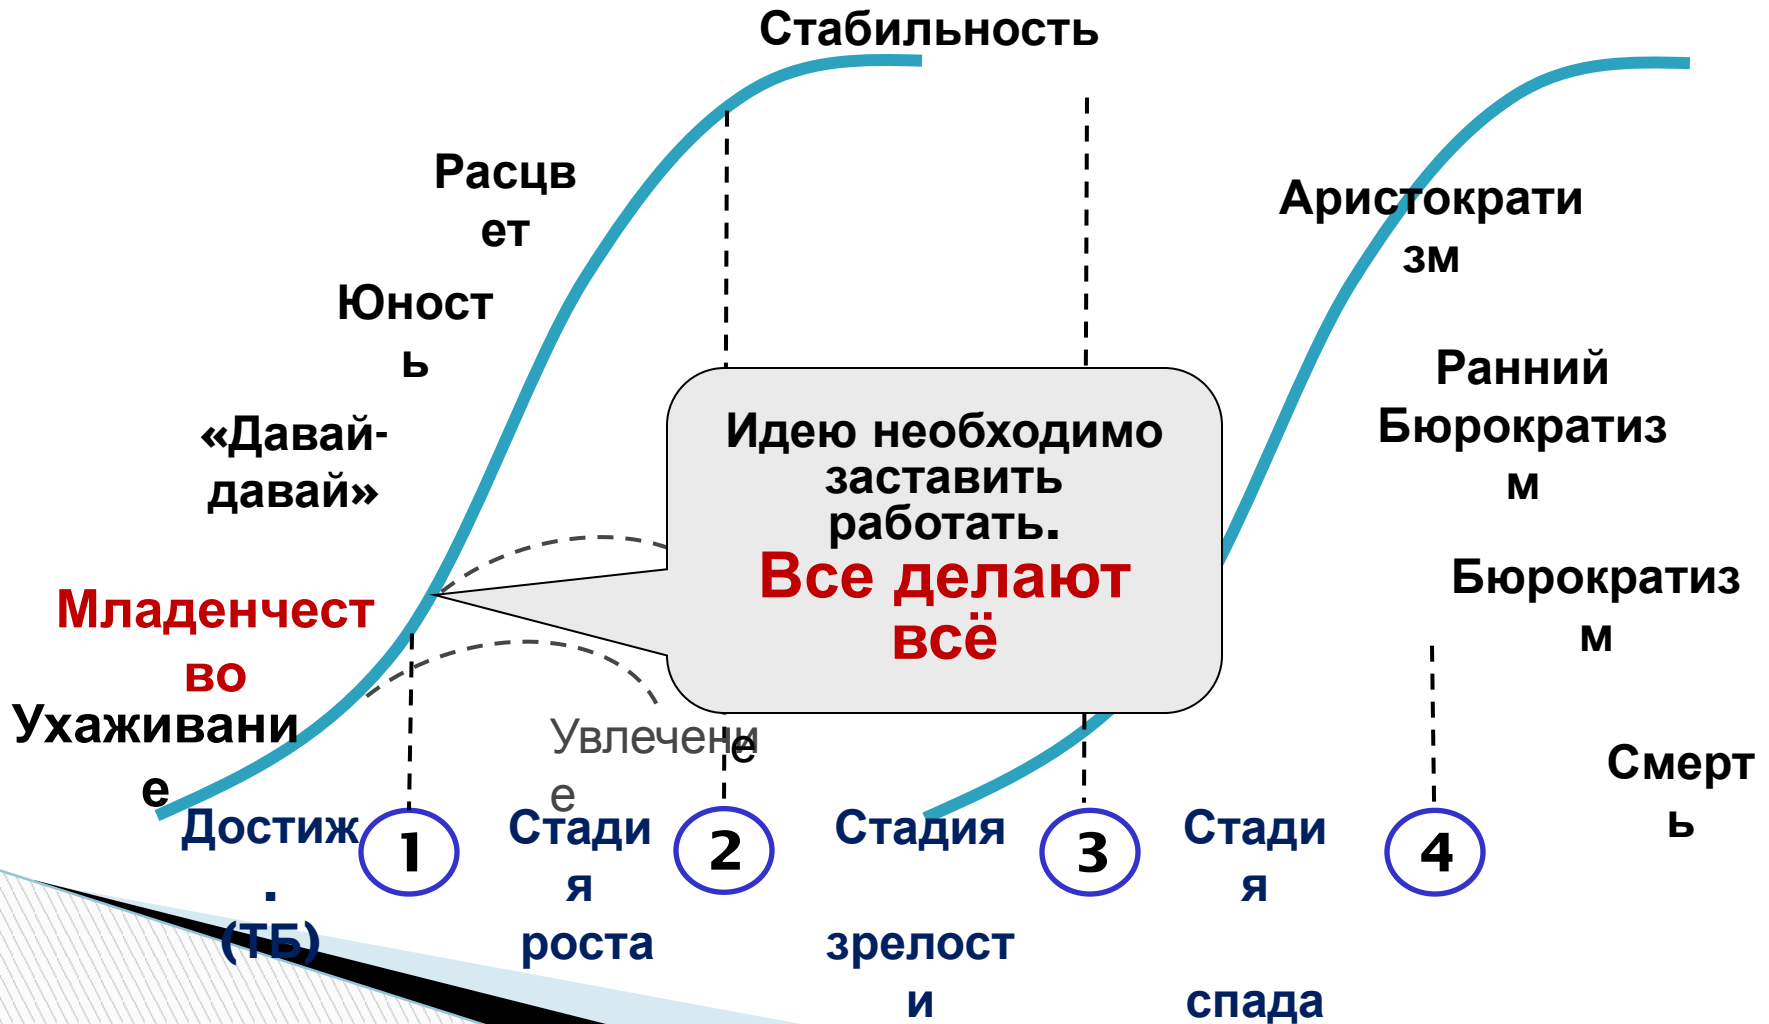 Стабильность
Расцв
ет
Юност
ь
«Давай-
давай»
Младенчест
во
Ухаживани
е
Идею необходимо
заставить
работать.
Все делают
всё
Увлечени
е
е
Аристократи
зм
Ранний
Бюрократиз
м
Бюрократиз
м
Смерт
ь
Достиж
.
(ТБ)
1
Стади
я
роста
2
Стадия
зрелост
и
3
Стади
я
спада
4